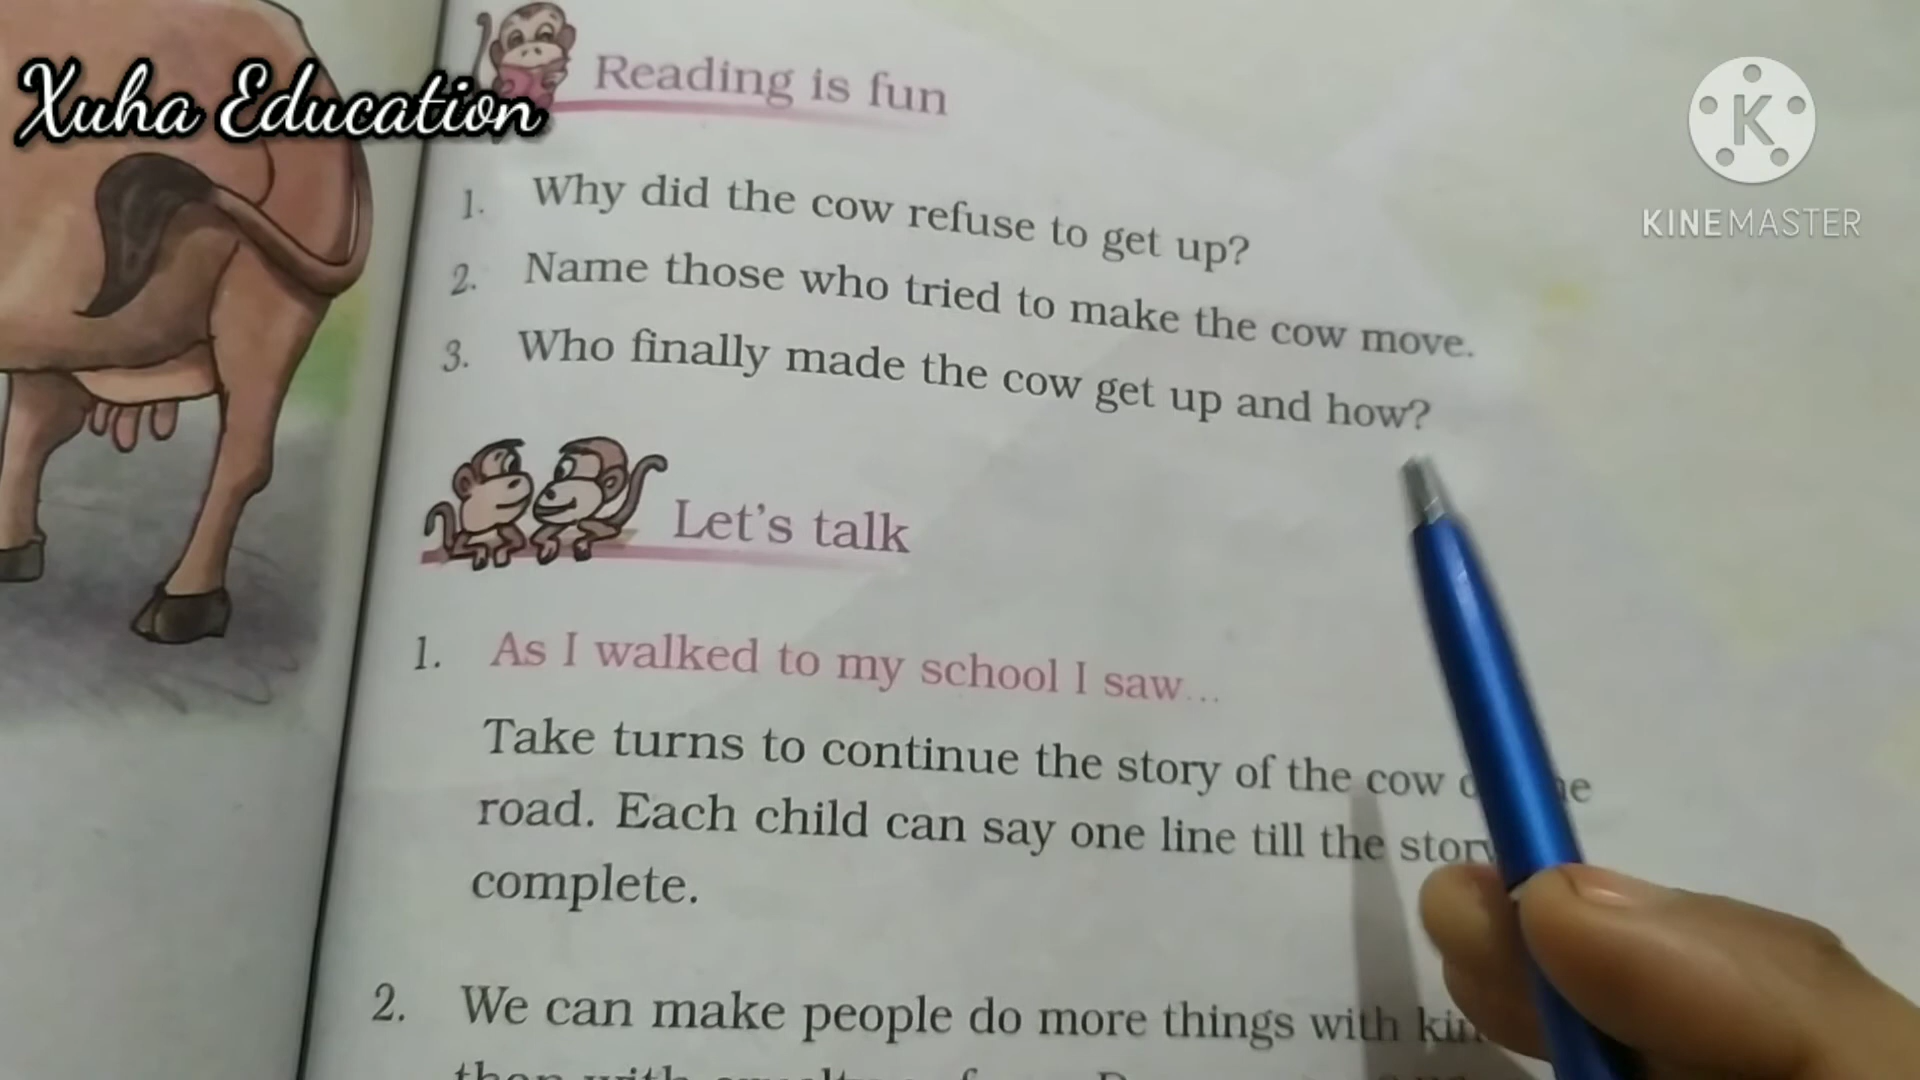 Xuha Education
KINEMASTER
Reading is fun
1. Why did the cow refuse to get up?
2. Name those who tried to make the cow move.
3. Who finally made the cow get up and how?
Let's talk
1. As I walked to my school I saw...
Take turns to continue the story of the cow
road. Each child can say one line till the story
complete.
2. We can make people do more things with